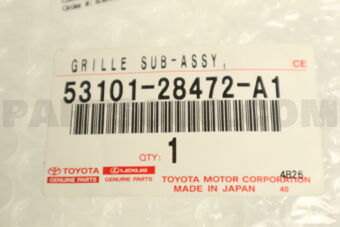 Order #:
GRILLE SUB-ASSY,
CE
53101-28472-A1
QTY: 1
TOYOTA LEXUS
GENUINE PARTS GENUINE PARTS
TOYOTA MOTOR CORPORATION
MADE IN JAPAN
4B26
40